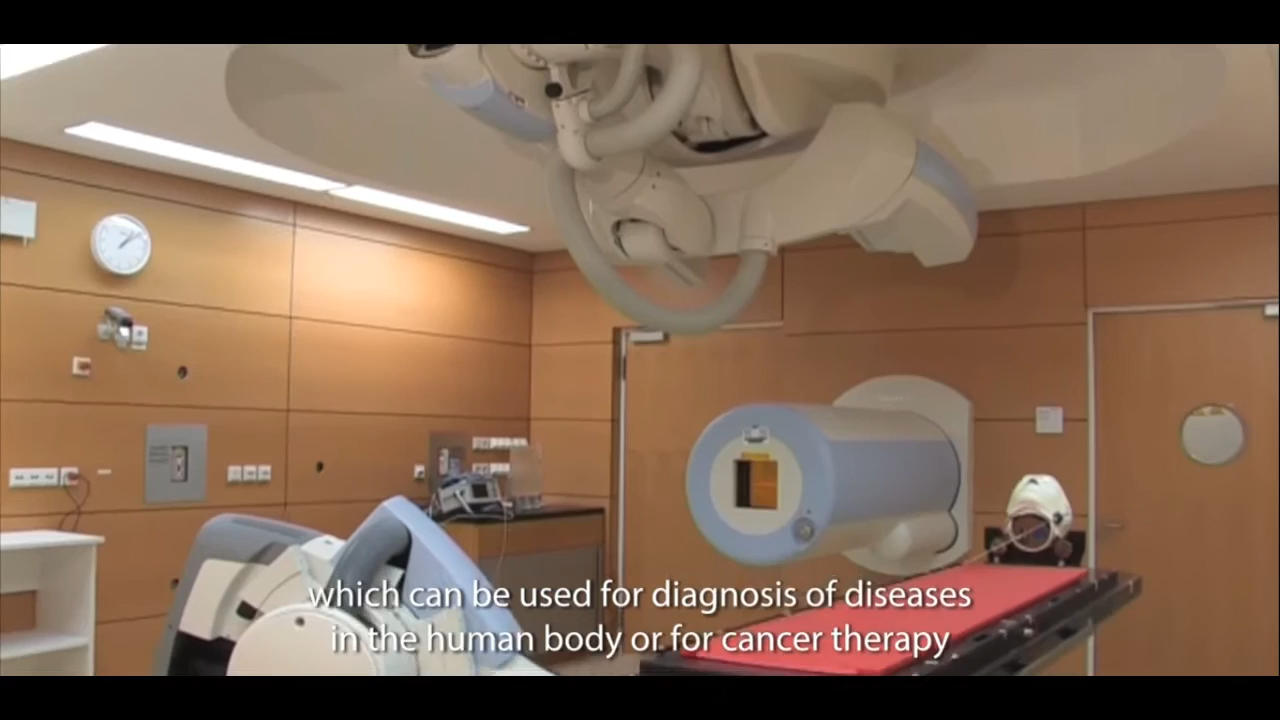 which can be used for diagnosis of diseases
in the human body or for cancer therapy